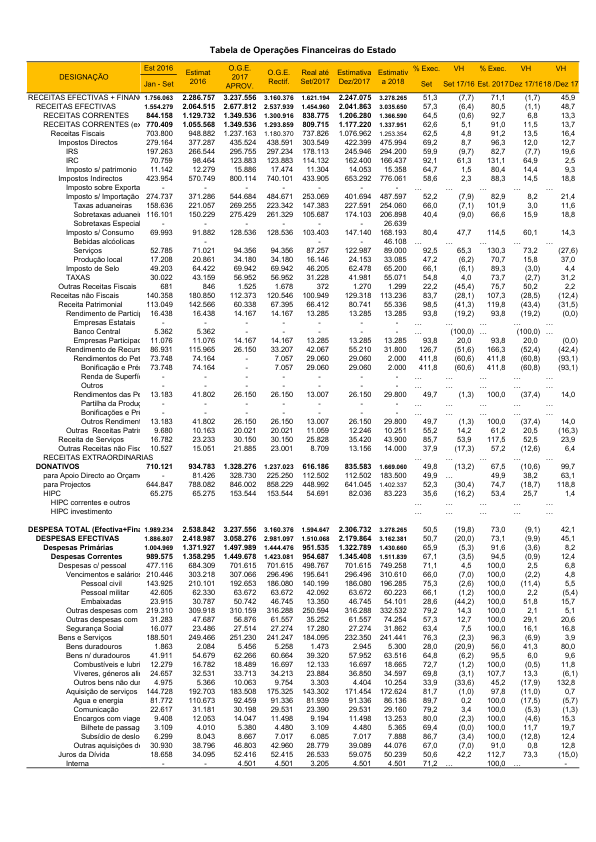 Tabela de Operações Financeiras do Estado
DESIGNAÇÃO Est 2016 Jan - Set Estimat 2016 O.G.E. 2017 APROV. O.G.E. Rectif. Real até Set/2017 Estimativa Dez/2017 Estimativ a 2018 % Exec. Set VH Set 17/16 % Exec. Est. 2017 VH Dez 17/16 VH 18 /Dez 17
RECEITAS EFECTIVAS + FINAN 1.756.063 2.286.757 3.237.556 3.160.376 1.621.194 2.247.075 3.278.265 51,3 (7,7) 71,1 (1,7) 45,9
RECEITAS EFECTIVAS 1.554.279 2.064.515 2.677.812 2.537.939 1.454.960 2.041.863 3.035.650 57,3 (6,4) 80,5 (1,1) 48,7
RECEITAS CORRENTES 844.158 1.129.732 1.349.536 1.300.916 838.775 1.206.280 1.366.590 64,5 (0,6) 92,7 6,8 13,3
RECEITAS CORRENTES (ex 770.409 1.055.568 1.349.536 1.293.859 809.715 1.177.220 1.337.951 62,6 5,1 91,0 11,5 13,7
Receitas Fiscais 703.800 948.882 1.237.163 1.180.370 737.826 1.076.962 1.253.354 62,5 4,8 91,2 13,5 16,4
Impostos Directos 279.164 377.287 435.524 438.591 303.549 422.399 475.994 69,2 8,7 96,3 12,0 12,7
IRS 197.263 266.544 295.755 297.234 178.113 245.946 294.200 59,9 (9,7) 82,7 (7,7) 19,6
IRC 70.759 98.464 123.883 123.883 114.132 162.400 166.437 92,1 61,3 131,1 64,9 2,5
Imposto s/ patrimonio 11.142 12.279 15.886 17.474 11.304 14.053 15.358 64,7 1,5 80,4 14,4 9,3
Impostos Indirectos 423.954 570.749 800.114 740.101 433.905 653.292 776.061 58,6 2,3 88,3 14,5 18,8
Imposto sobre Exporta - - - - - - - ... ... ... ... ...
Imposto s/ Importação 274.737 371.286 544.684 484.671 253.069 401.694 487.597 52,2 (7,9) 82,9 8,2 21,4
Taxas aduaneiras 158.636 221.057 269.255 223.342 147.383 227.591 254.060 66,0 (7,1) 101,9 3,0 11,6
Sobretaxas aduanei 116.101 150.229 275.429 261.329 105.687 174.103 206.898 40,4 (9,0) 66,6 15,9 18,8
Sobretaxas Especial - - - 26.639
Imposto s/ Consumo 69.993 91.882 128.536 128.536 103.403 147.140 168.193 80,4 47,7 114,5 60,1 14,3
Bebidas alcóolicas - - - 46.108 ... ... ... ... ...
Serviços 52.785 71.021 94.356 94.356 87.257 122.987 89.000 92,5 65,3 130,3 73,2 (27,6)
Produção local 17.208 20.861 34.180 34.180 16.146 24.153 33.085 47,2 (6,2) 70,7 15,8 37,0
Imposto de Selo 49.203 64.422 69.942 69.942 46.205 62.478 65.200 66,1 (6,1) 89,3 (3,0) 4,4
TAXAS 30.022 43.159 56.952 56.952 31.228 41.981 55.071 54,8 4,0 73,7 (2,7) 31,2
Outras Receitas Fiscais 681 846 1.525 1.678 372 1.270 1.299 22,2 (45,4) 75,7 50,2 2,2
Receitas não Fiscais 140.358 180.850 112.373 120.546 100.949 129.318 113.236 83,7 (28,1) 107,3 (28,5) (12,4)
Receita Patrimonial 113.049 142.566 60.338 67.395 66.412 80.741 55.336 98,5 (41,3) 119,8 (43,4) (31,5)
Rendimento de Particip 16.438 16.438 14.167 14.167 13.285 13.285 13.285 93,8 (19,2) 93,8 (19,2) (0,0)
Empresas Estatais - - - - - - ... ... ... ... ...
Banco Central 5.362 5.362 - - - - - ... (100,0) ... (100,0) ...
Empresas Participac 11.076 11.076 14.167 14.167 13.285 13.285 13.285 93,8 20,0 93,8 20,0 (0,0)
Rendimento de Recurs 86.931 115.965 26.150 33.207 42.067 55.210 31.800 126,7 (51,6) 166,3 (52,4) (42,4)
Rendimentos do Pet 73.748 74.164 - 7.057 29.060 29.060 2.000 411,8 (60,6) 411,8 (60,8) (93,1)
Bonificação e Pré 73.748 74.164 - 7.057 29.060 29.060 2.000 411,8 (60,6) 411,8 (60,8) (93,1)
Renda de Superfi - - - - - - - ... ... ... ... ...
Outros - - - - - - - ... ... ... ... ...
Rendimentos das Pe 13.183 41.802 26.150 26.150 13.007 26.150 29.800 49,7 (1,3) 100,0 (37,4) 14,0
Partilha da Produç - - - - - - - ... ... ... ... ...
Bonificações e Pri - - - - - - - ... ... ... ... ...
Outros Rendiment 13.183 41.802 26.150 26.150 13.007 26.150 29.800 49,7 (1,3) 100,0 (37,4) 14,0
Outras Receitas Patrim 9.680 10.163 20.021 20.021 11.059 12.246 10.251 55,2 14,2 61,2 20,5 (16,3)
Receita de Serviços 16.782 23.233 30.150 30.150 25.828 35.420 43.900 85,7 53,9 117,5 52,5 23,9
Outras Receitas não Fisc 10.527 15.051 21.885 23.001 8.709 13.156 14.000 37,9 (17,3) 57,2 (12,6) 6,4
RECEITAS EXTRAORDINARIAS ... ... ... ... ...
DONATIVOS 710.121 934.783 1.328.276 1.237.023 616.186 835.583 1.669.060 49,8 (13,2) 67,5 (10,6) 99,7
para Apoio Direito ao Orçam - 81.426 328.730 225.250 112.502 112.502 183.500 49,9 ... 49,9 38,2 63,1
para Projectos 644.847 788.082 846.002 858.229 448.992 641.045 1.402.337 52,3 (30,4) 74,7 (18,7) 118,8
HIPC 65.275 65.275 153.544 153.544 54.691 82.036 83.223 35,6 (16,2) 53,4 25,7 1,4
HIPC correntes e outros ... ... ... ... ...
HIPC investimento ... ... ... ... ...
DESPESA TOTAL (Efectiva+Fina 1.989.234 2.538.842 3.237.556 3.160.376 1.594.647 2.306.732 3.278.265 50,5 (19,8) 73,0 (9,1) 42,1
DESPESAS EFECTIVAS 1.886.807 2.418.987 3.058.276 2.981.097 1.510.068 2.179.864 3.162.381 50,7 (20,0) 73,1 (9,9) 45,1
Despesas Primárias 1.004.969 1.371.927 1.497.989 1.444.476 951.535 1.322.789 1.430.660 65,9 (5,3) 91,6 (3,6) 8,2
Despesas Correntes 989.575 1.358.295 1.449.678 1.423.081 954.687 1.345.408 1.511.839 67,1 (3,5) 94,5 (0,9) 12,4
Despesas c/ pessoal 477.116 684.309 701.615 701.615 498.767 701.615 749.258 71,1 4,5 100,0 2,5 6,8
Vencimentos e salários 210.446 303.218 307.066 296.496 195.641 296.496 310.610 66,0 (7,0) 100,0 (2,2) 4,8
Pessoal civil 143.925 210.101 192.653 186.080 140.199 186.080 196.285 75,3 (2,6) 100,0 (11,4) 5,5
Pessoal militar 42.605 62.330 63.672 63.672 42.092 63.672 60.223 66,1 (1,2) 100,0 2,2 (5,4)
Embaixadas 23.915 30.787 50.742 46.745 13.350 46.745 54.101 28,6 (44,2) 100,0 51,8 15,7
Outras despesas com 219.310 309.918 310.159 316.288 250.594 316.288 332.532 79,2 14,3 100,0 2,1 5,1
Outras despesas com 31.283 47.687 56.876 61.557 35.252 61.557 74.254 57,3 12,7 100,0 29,1 20,6
Segurança Social 16.077 23.486 27.514 27.274 17.280 27.274 31.862 63,4 7,5 100,0 16,1 16,8
Bens e Serviços 188.501 249.466 251.230 241.247 184.095 232.350 241.441 76,3 (2,3) 96,3 (6,9) 3,9
Bens duradouros 1.863 2.084 5.456 5.258 1.473 2.945 5.300 28,0 (20,9) 56,0 41,3 80,0
Bens n/ duradouros 41.911 54.679 62.266 60.664 39.320 57.952 63.516 64,8 (6,2) 95,5 6,0 9,6
Combustíveis e lubri 12.279 16.782 18.489 16.697 12.133 16.697 18.665 72,7 (1,2) 100,0 (0,5) 11,8
Víveres, géneros ali 24.657 32.531 33.713 34.213 23.884 36.850 34.597 69,8 (3,1) 107,7 13,3 (6,1)
Outros bens não dur 4.975 5.366 10.063 9.754 3.303 4.404 10.254 33,9 (33,6) 45,2 (17,9) 132,8
Aquisição de serviços 144.728 192.703 183.508 175.325 143.302 171.454 172.624 81,7 (1,0) 97,8 (11,0) 0,7
Agua e energia 81.772 110.673 92.459 91.336 81.939 91.336 86.136 89,7 0,2 100,0 (17,5) (5,7)
Comunicação 22.617 31.181 30.198 29.531 23.390 29.531 29.160 79,2 3,4 100,0 (5,3) (1,3)
Encargos com viage 9.408 12.053 14.047 11.498 9.194 11.498 13.253 80,0 (2,3) 100,0 (4,6) 15,3
Bilhete de passag 3.109 4.010 5.380 4.480 3.109 4.480 5.365 69,4 (0,0) 100,0 11,7 19,7
Subsídio de deslo 6.299 8.043 8.667 7.017 6.085 7.017 7.888 86,7 (3,4) 100,0 (12,8) 12,4
Outras aquisições d 30.930 38.796 46.803 42.960 28.779 39.089 44.076 67,0 (7,0) 91,0 0,8 12,8
Juros da Dívida 18.658 34.095 52.416 52.415 26.533 59.075 50.239 50,6 42,2 112,7 73,3 (15,0)
Interna - - 4.501 4.501 3.205 4.501 4.501 71,2 ... 100,0 ... -